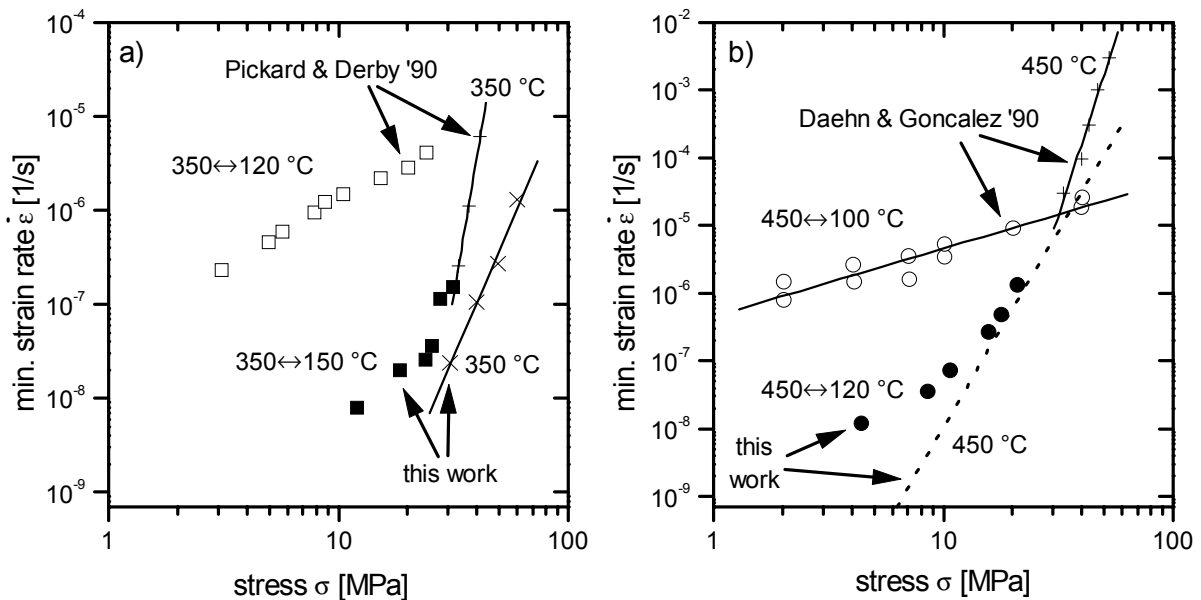 a)
10⁻⁴
10⁻⁵
10⁻⁶
10⁻⁷
10⁻⁸
10⁻⁹
min. strain rate ε̇ [1/s]
Pickard & Derby '90
350 °C
350↔120 °C
350↔150 °C
350 °C
this work
1
10
100
stress σ [MPa]
b)
10⁻²
10⁻³
10⁻⁴
10⁻⁵
10⁻⁶
10⁻⁷
10⁻⁸
10⁻⁹
min. strain rate ε̇ [1/s]
450 °C
Daehn & Goncalez '90
450↔100 °C
450↔120 °C
450 °C
this
work
1
10
100
stress σ [MPa]